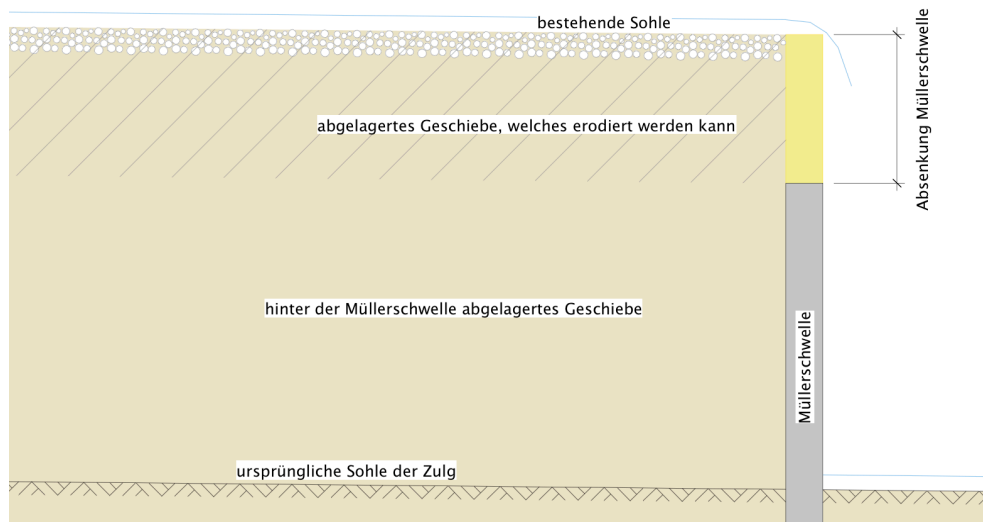 bestehende Sohle
abgelagertes Geschiebe, welches erodiert werden kann
Absenkung Müllerschwelle
hinter der Müllerschwelle abgelagertes Geschiebe
Müllerschwelle
ursprüngliche Sohle der Zulg